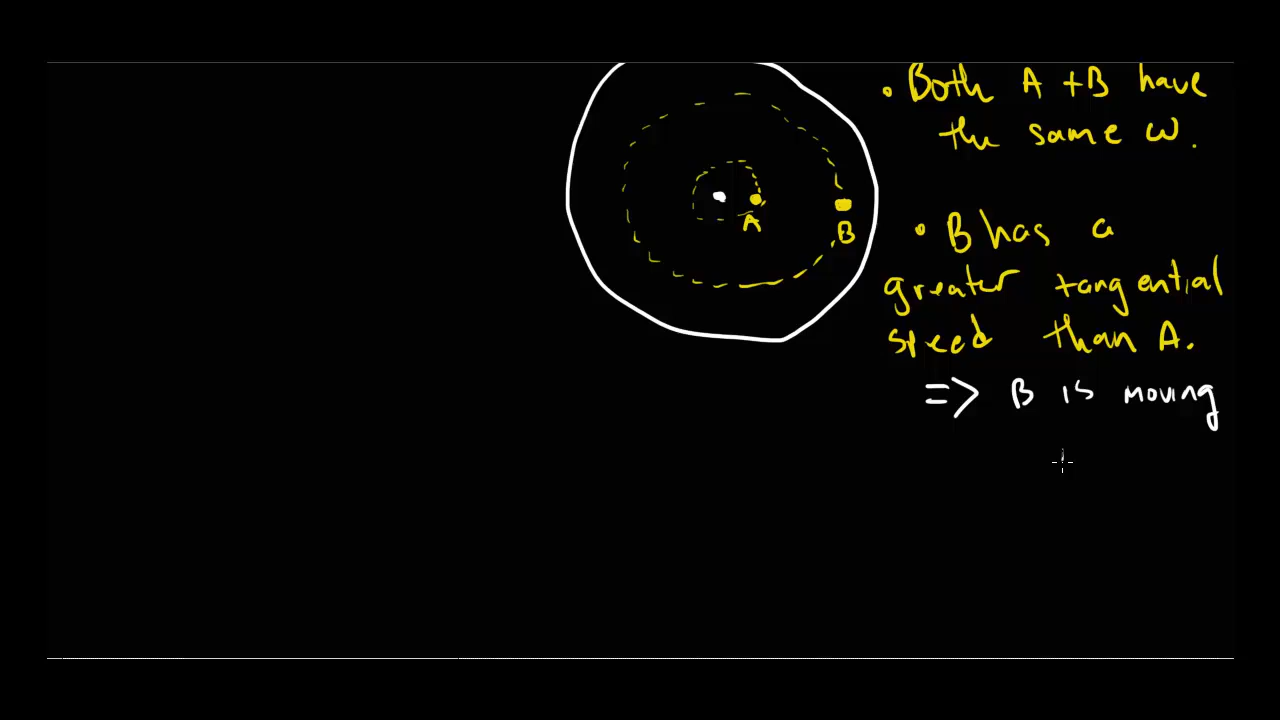 • Both A + B have
the same ω.
A
B
• B has a
greater tangential
speed than A.
=> B is moving